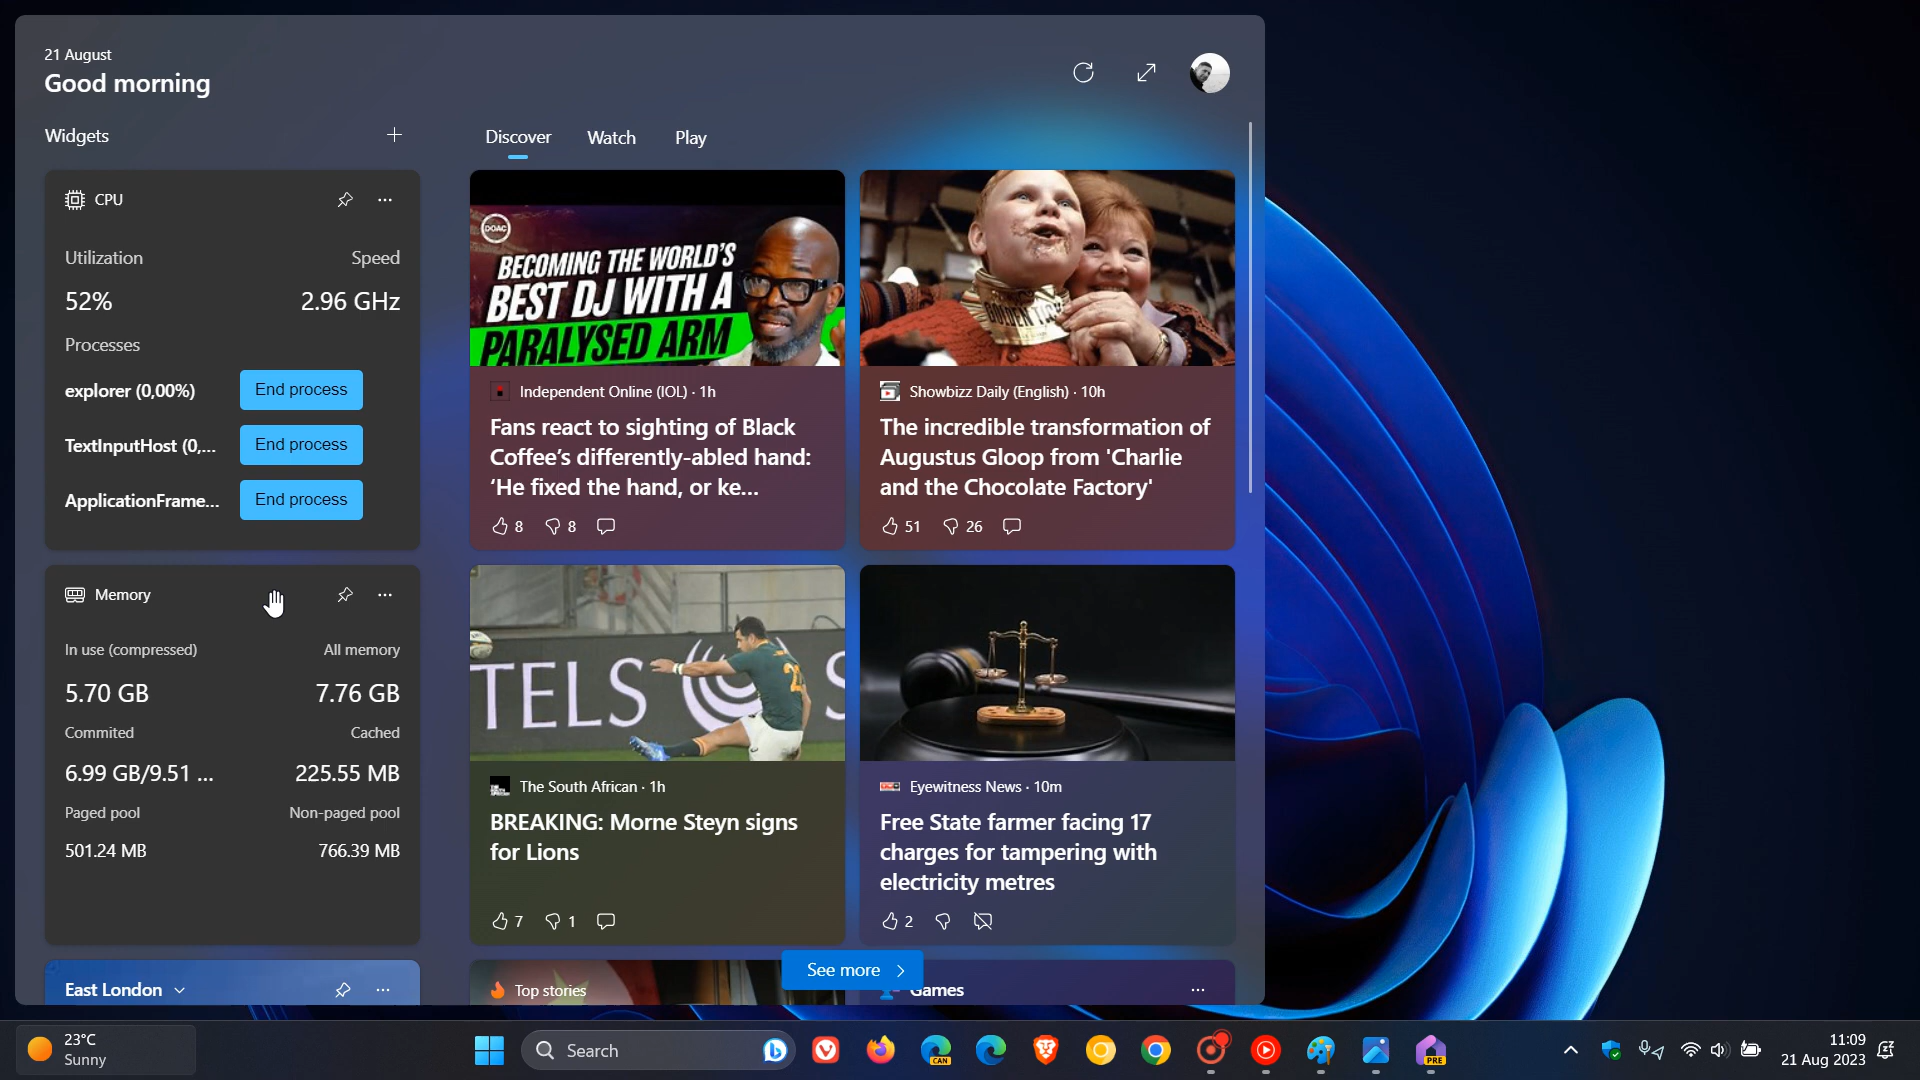 21 August
Good morning
Widgets
Discover Watch Play
CPU
Utilization Speed
52% 2.96 GHz
Processes
explorer (0,00%) End process
TextInputHost (0,... End process
ApplicationFrame... End process
Memory
In use (compressed) All memory
5.70 GB 7.76 GB
Commited Cached
6.99 GB/9.51 ... 225.55 MB
Paged pool Non-paged pool
501.24 MB 766.39 MB
East London
DOAC
BECOMING THE WORLD'S
BEST DJ WITH A
PARALYSED ARM
Independent Online (IOL) · 1h
Fans react to sighting of Black
Coffee’s differently-abled hand:
‘He fixed the hand, or ke...
8 8
GOLDEN
Showbizz Daily (English) · 10h
The incredible transformation of
Augustus Gloop from 'Charlie
and the Chocolate Factory'
51 26
TELS
The South African · 1h
BREAKING: Morne Steyn signs
for Lions
7 1
Eyewitness News · 10m
Free State farmer facing 17
charges for tampering with
electricity metres
2
See more
Top stories
Games
23°C
Sunny
Search
CAN
PRE
11:09
21 Aug 2023